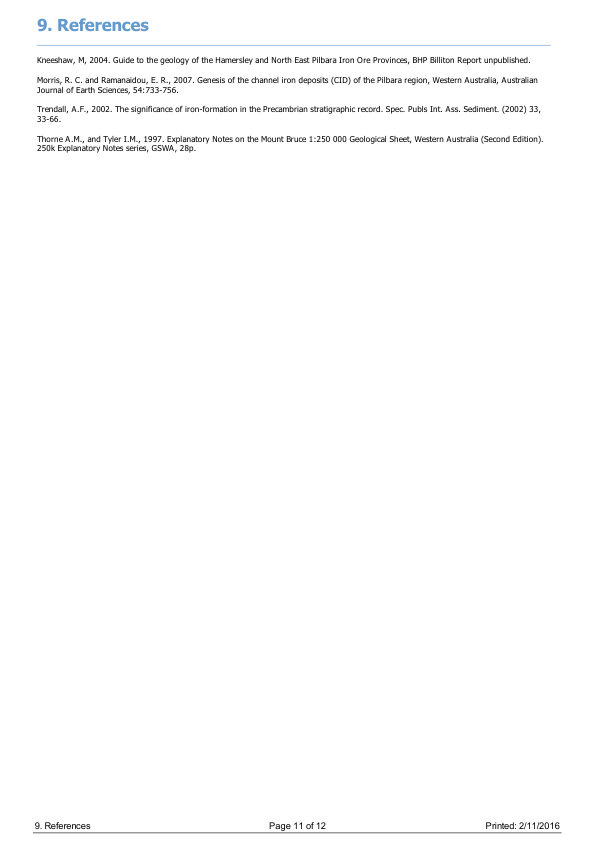 9. References
Kneeshaw, M, 2004. Guide to the geology of the Hamersley and North East Pilbara Iron Ore Provinces, BHP Billiton Report unpublished.
Morris, R. C. and Ramanaidou, E. R., 2007. Genesis of the channel iron deposits (CID) of the Pilbara region, Western Australia, Australian
Journal of Earth Sciences, 54:733-756.
Trendall, A.F., 2002. The significance of iron-formation in the Precambrian stratigraphic record. Spec. Publs Int. Ass. Sediment. (2002) 33,
33-66.
Thorne A.M., and Tyler I.M., 1997. Explanatory Notes on the Mount Bruce 1:250 000 Geological Sheet, Western Australia (Second Edition).
250k Explanatory Notes series, GSWA, 28p.
9. References Page 11 of 12 Printed: 2/11/2016